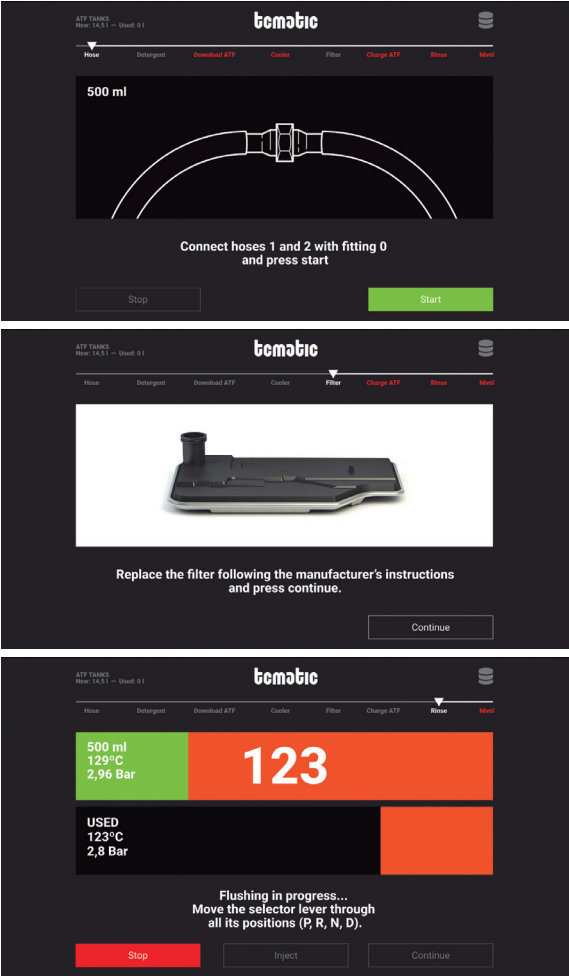 ATF TANKS
New: 14,5 l – Used: 0 l
tcmatic
Hose Detergent Download ATF Cooler Filter Charge ATF Rinse Nivel
500 ml
Connect hoses 1 and 2 with fitting 0
and press start
Stop Start
ATF TANKS
New: 14,5 l – Used: 0 l
tcmatic
Hose Detergent Download ATF Cooler Filter Charge ATF Rinse Nivel
Replace the filter following the manufacturer's instructions
and press continue.
Continue
ATF TANKS
New: 14,5 l – Used: 0 l
tcmatic
Hose Detergent Download ATF Cooler Filter Charge ATF Rinse Nivel
500 ml
129ºC
2,96 Bar
123
USED
123ºC
2,8 Bar
Flushing in progress...
Move the selector lever through
all its positions (P, R, N, D).
Stop Inject Continue